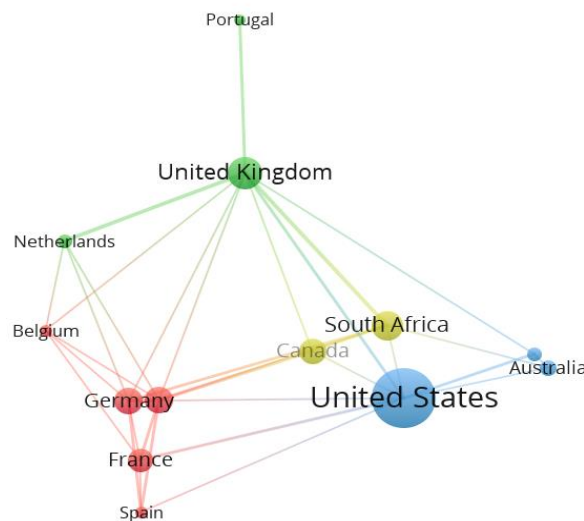 Portugal
United Kingdom
Netherlands
Belgium
South Africa
Canada
Australia
United States
Germany
France
Spain